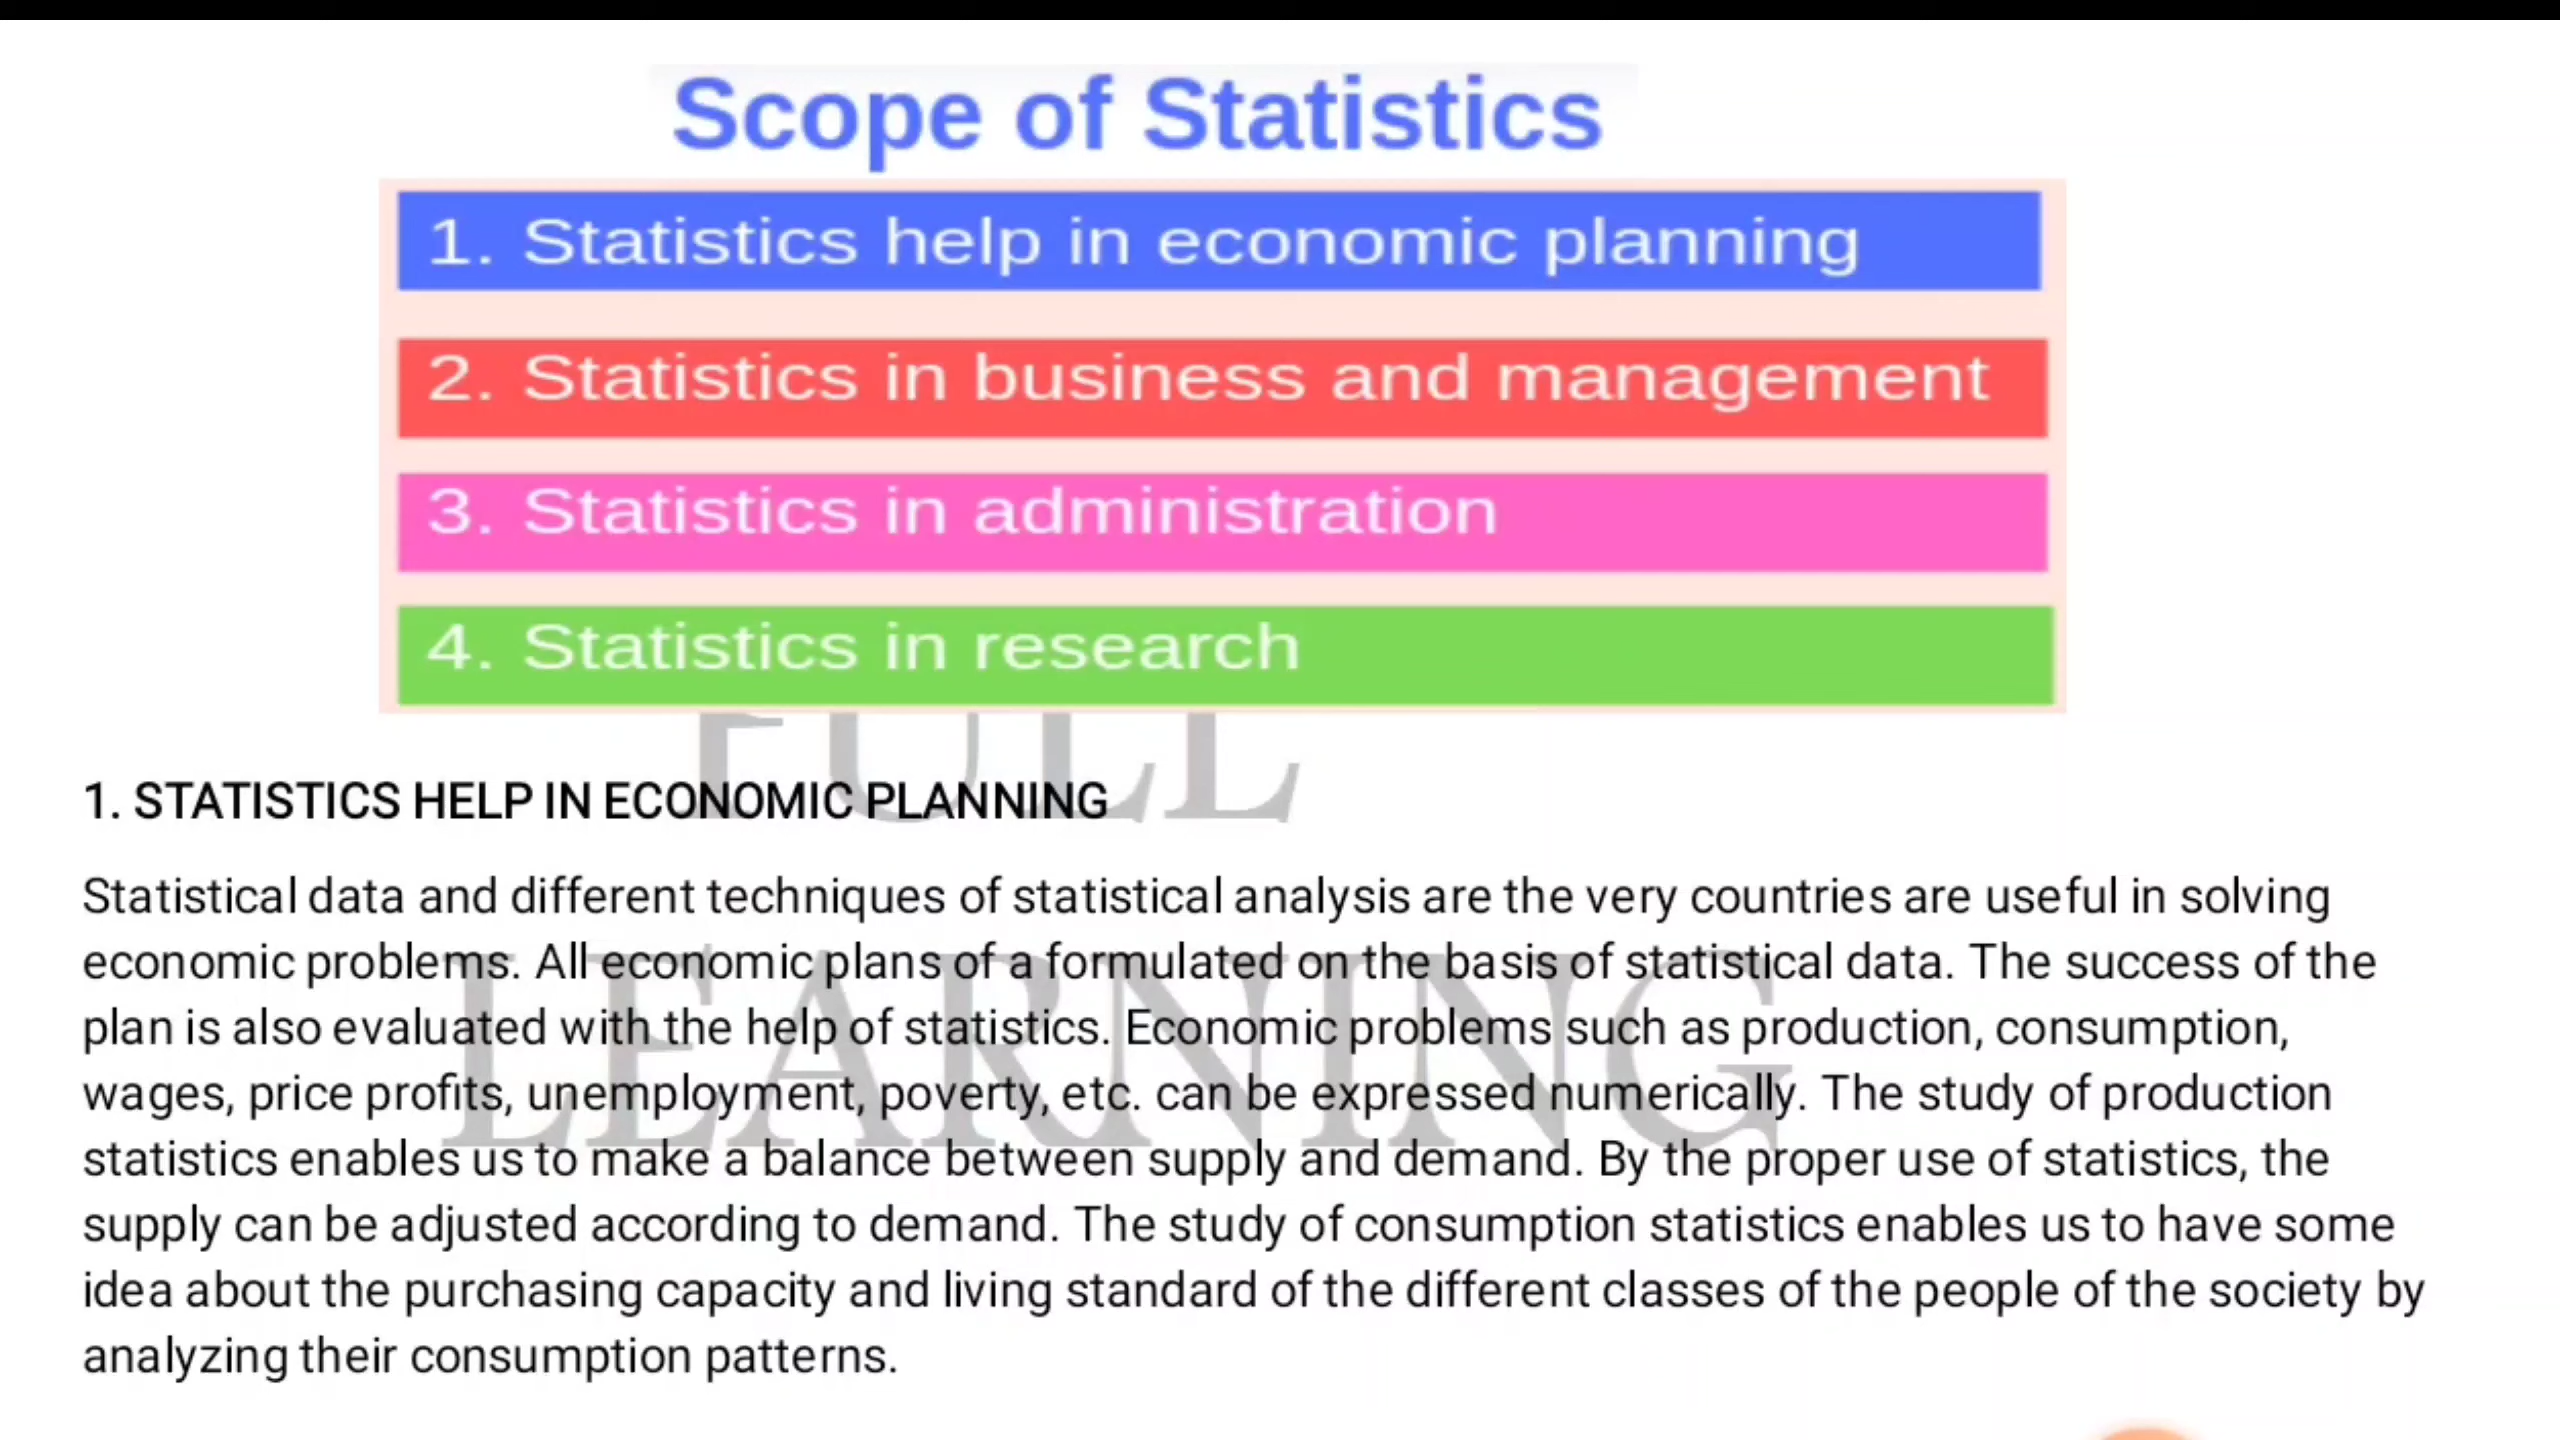 Scope of Statistics
1. Statistics help in economic planning
2. Statistics in business and management
3. Statistics in administration
4. Statistics in research
FULL
1. STATISTICS HELP IN ECONOMIC PLANNING
Statistical data and different techniques of statistical analysis are the very countries are useful in solving
economic problems. All economic plans of a formulated on the basis of statistical data. The success of the
LEARNING
plan is also evaluated with the help of statistics. Economic problems such as production, consumption,
wages, price profits, unemployment, poverty, etc. can be expressed numerically. The study of production
statistics enables us to make a balance between supply and demand. By the proper use of statistics, the
supply can be adjusted according to demand. The study of consumption statistics enables us to have some
idea about the purchasing capacity and living standard of the different classes of the people of the society by
analyzing their consumption patterns.